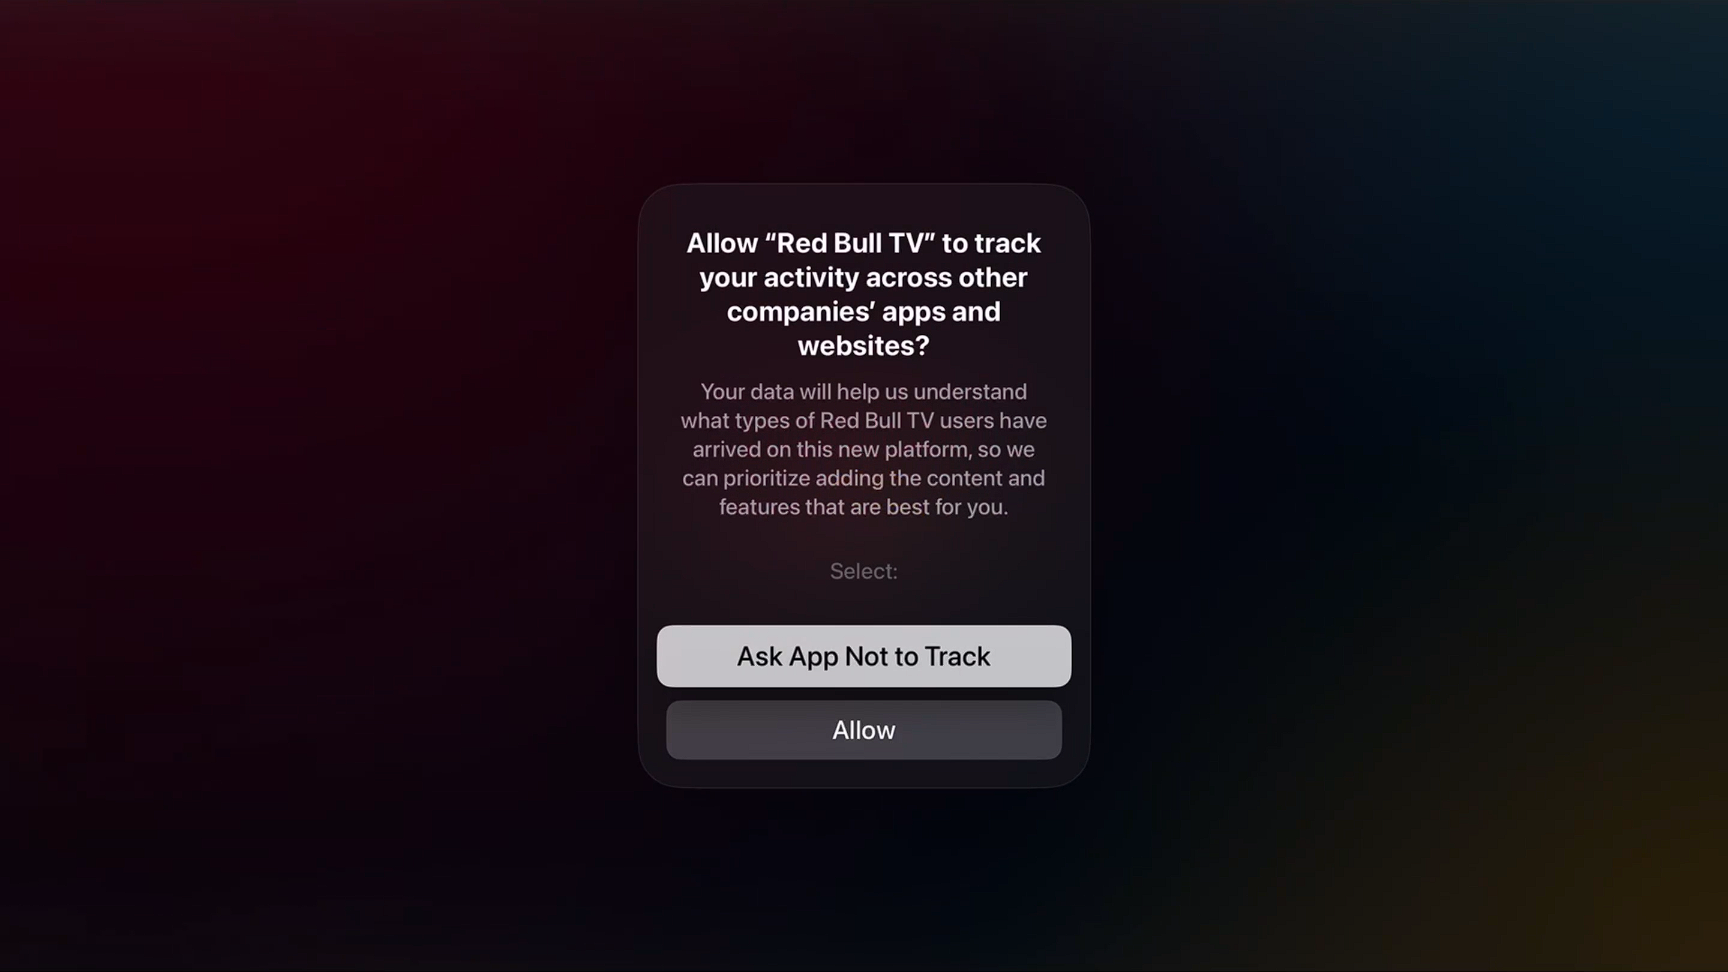 Allow “Red Bull TV” to track
your activity across other
companies’ apps and
websites?
Your data will help us understand
what types of Red Bull TV users have
arrived on this new platform, so we
can prioritize adding the content and
features that are best for you.
Select:
Ask App Not to Track
Allow